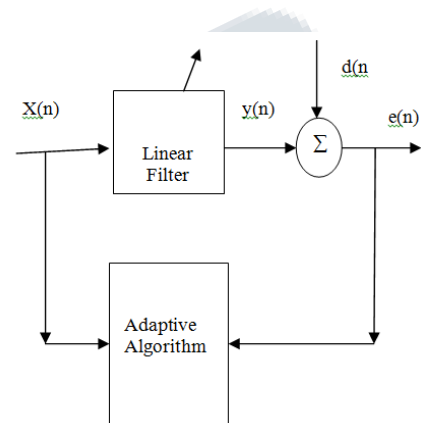 d(n
X(n)
y(n)
e(n)
Σ
Linear
Filter
Adaptive
Algorithm